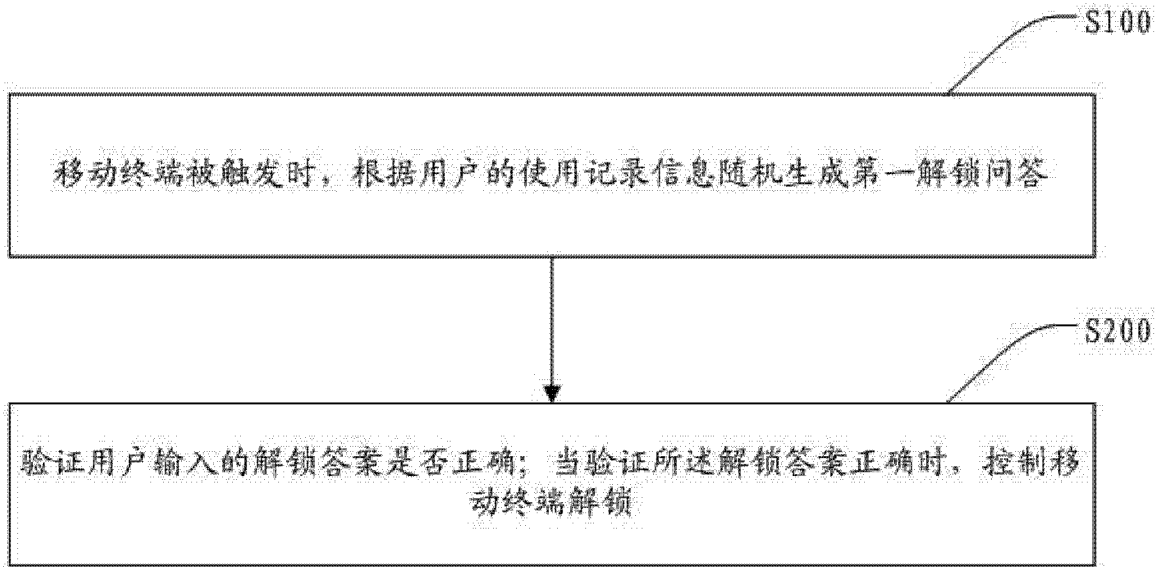 S100
移动终端被触发时，根据用户的使用记录信息随机生成第一解锁问答
S200
验证用户输入的解锁答案是否正确；当验证所述解锁答案正确时，控制移
动终端解锁